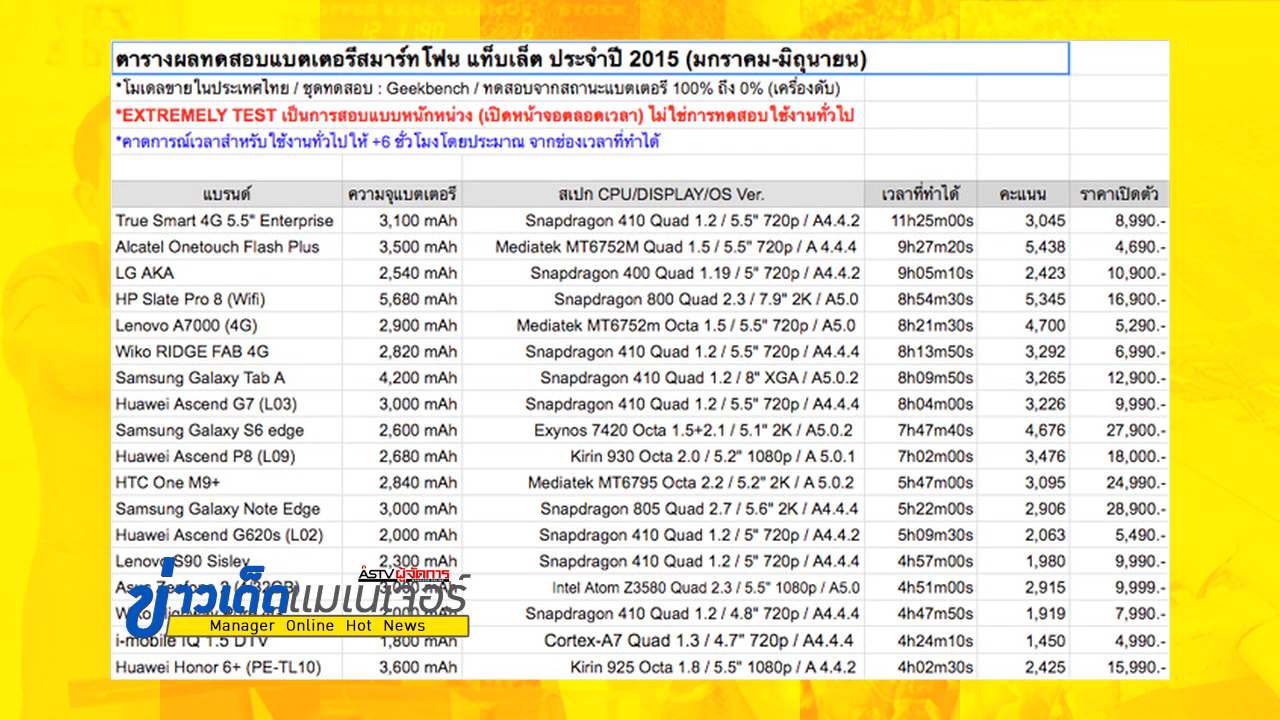 ตารางผลทดสอบแบตเตอรีสมาร์ทโฟน แท็บเล็ต ประจำปี 2015 (มกราคม-มิถุนายน)
*โมเดลขายในประเทศไทย / ชุดทดสอบ : Geekbench / ทดสอบจากสถานะแบตเตอรี 100% ถึง 0% (เครื่องดับ)
*EXTREMELY TEST เป็นการสอบแบบหนักหน่วง (เปิดหน้าจอตลอดเวลา) ไม่ใช่การทดสอบใช้งานทั่วไป
*คาดการณ์เวลาสำหรับใช้งานทั่วไปให้ +6 ชั่วโมงโดยประมาณ จากช่องเวลาที่ทำได้
แบรนด์ ความจุแบตเตอรี สเปก CPU/DISPLAY/OS Ver. เวลาที่ทำได้ คะแนน ราคาเปิดตัว
True Smart 4G 5.5" Enterprise 3,100 mAh Snapdragon 410 Quad 1.2 / 5.5" 720p / A4.4.2 11h25m00s 3,045 8,990.-
Alcatel Onetouch Flash Plus 3,500 mAh Mediatek MT6752M Quad 1.5 / 5.5" 720p / A 4.4.4 9h27m20s 5,438 4,690.-
LG AKA 2,540 mAh Snapdragon 400 Quad 1.19 / 5" 720p / A4.4.2 9h05m10s 2,423 10,900.-
HP Slate Pro 8 (Wifi) 5,680 mAh Snapdragon 800 Quad 2.3 / 7.9" 2K / A5.0 8h54m30s 5,345 16,900.-
Lenovo A7000 (4G) 2,900 mAh Mediatek MT6752m Octa 1.5 / 5.5" 720p / A5.0 8h21m30s 4,700 5,290.-
Wiko RIDGE FAB 4G 2,820 mAh Snapdragon 410 Quad 1.2 / 5.5" 720p / A4.4.4 8h13m50s 3,292 6,990.-
Samsung Galaxy Tab A 4,200 mAh Snapdragon 410 Quad 1.2 / 8" XGA / A5.0.2 8h09m50s 3,265 12,900.-
Huawei Ascend G7 (L03) 3,000 mAh Snapdragon 410 Quad 1.2 / 5.5" 720p / A4.4.4 8h04m00s 3,226 9,990.-
Samsung Galaxy S6 edge 2,600 mAh Exynos 7420 Octa 1.5+2.1 / 5.1" 2K / A5.0.2 7h47m40s 4,676 27,900.-
Huawei Ascend P8 (L09) 2,680 mAh Kirin 930 Octa 2.0 / 5.2" 1080p / A 5.0.1 7h02m00s 3,476 18,000.-
HTC One M9+ 2,840 mAh Mediatek MT6795 Octa 2.2 / 5.2" 2K / A 5.0.2 5h47m00s 3,095 24,990.-
Samsung Galaxy Note Edge 3,000 mAh Snapdragon 805 Quad 2.7 / 5.6" 2K / A4.4.4 5h22m00s 2,906 28,900.-
Huawei Ascend G620s (L02) 2,000 mAh Snapdragon 410 Quad 1.2 / 5" 720p / A4.4.2 5h09m30s 2,063 5,490.-
Lenovo S90 Sisley 2,300 mAh Snapdragon 410 Quad 1.2 / 5" 720p / A4.4.4 4h57m00s 1,980 9,990.-
Intel Atom Z3580 Quad 2.3 / 5.5" 1080p / A5.0 4h51m00s 2,915 9,999.-
Snapdragon 410 Quad 1.2 / 4.8" 720p / A4.4.4 4h47m50s 1,919 7,990.-
i-mobile IQ 1.5 DTV 1,800 mAh Cortex-A7 Quad 1.3 / 4.7" 720p / A4.4.4 4h24m10s 1,450 4,990.-
Huawei Honor 6+ (PE-TL10) 3,600 mAh Kirin 925 Octa 1.8 / 5.5" 1080p / A 4.4.2 4h02m30s 2,425 15,990.-
ASTV ผู้จัดการ
ข่าวเด็ดแมเนเจอร์
Manager Online Hot News